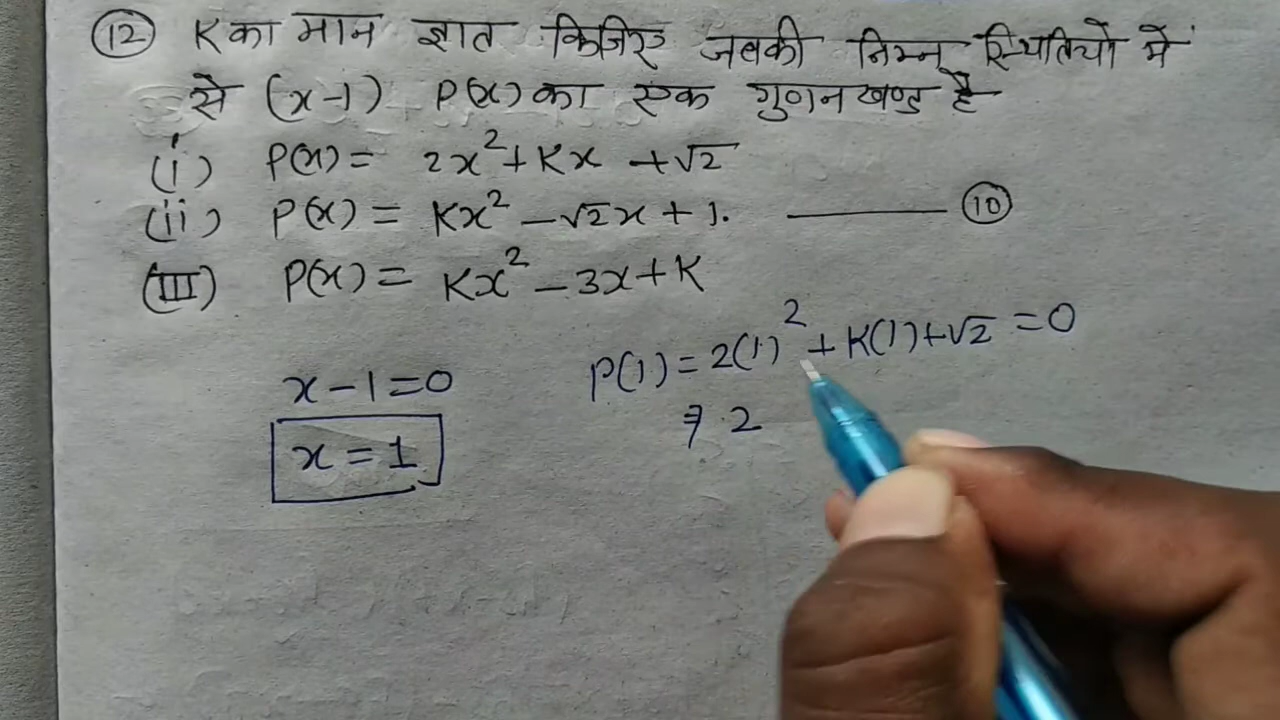 (12) K का मान ज्ञात किजिए जबकी निम्न स्थितियों में
से (x-1) P(x) का एक गुणनखण्ड है
(i) P(x) = 2x² + Kx + √2
(ii) P(x) = Kx² - √2x + 1. (10)
(III) P(x) = Kx² - 3x + K
P(1) = 2(1)² + K(1) + √2 = 0
x - 1 = 0
⇒ 2
x = 1